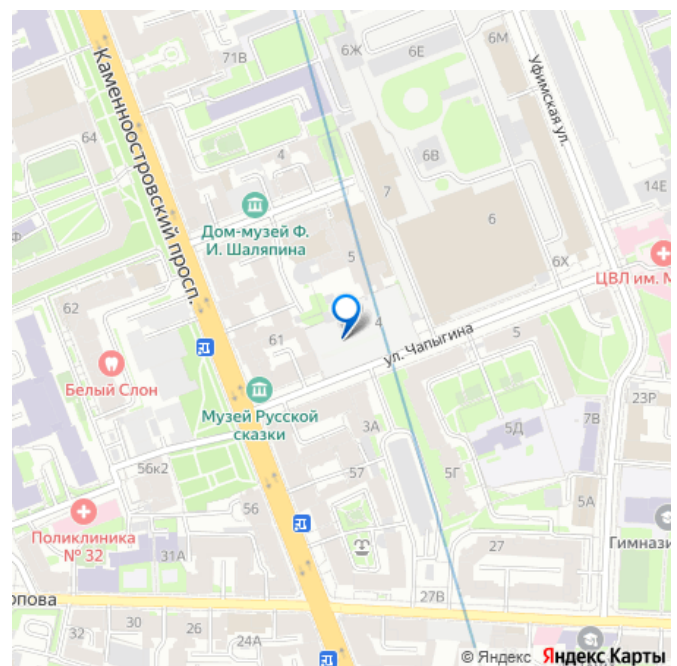 71В
6Ж
6Е
6М
Уфимская ул.
Каменноостровский просп.
64
4
6В
7
14Е
Дом-музей Ф.
И. Шаляпина
5
6
6Х
ЦВЛ им. М
Ф
62
4
61
ул. Чапыгина
5
Белый Слон
Музей Русской
сказки
23Р
7В
3А
5Д
56к2
57
5Г
5А
56
Поликлиника
№ 32
31А
27
Гимнази
опова
27В
30
32
26
24А
© Яндекс Яндекс Карты